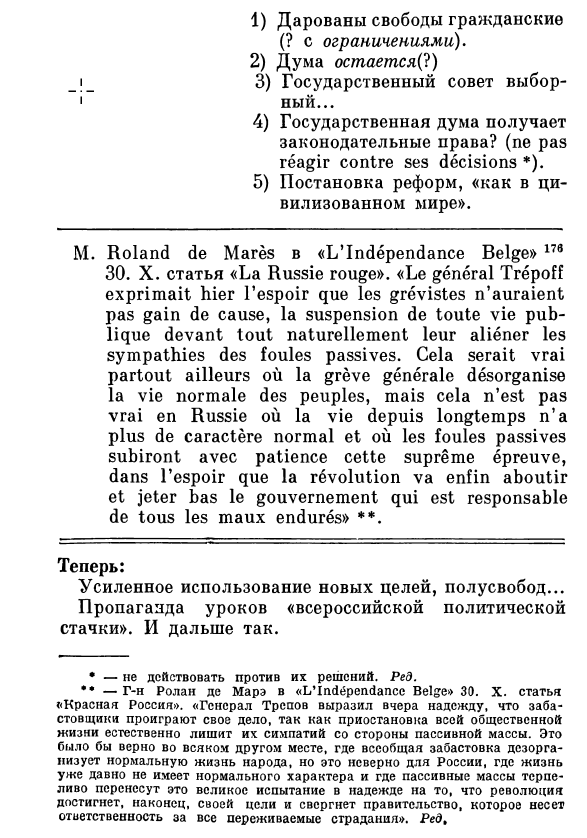 1) Дарованы свободы гражданские
(? с ограничениями).
2) Дума остается(?)
3) Государственный совет выбор-
ный...
4) Государственная дума получает
законодательные права? (ne pas
réagir contre ses décisions *).
5) Постановка реформ, «как в ци-
вилизованном мире».
M. Roland de Marès в «L'Indépendance Belge» 176
30. X. статья «La Russie rouge». «Le général Trépoff
exprimait hier l'espoir que les grévistes n'auraient
pas gain de cause, la suspension de toute vie pub-
lique devant tout naturellement leur aliéner les
sympathies des foules passives. Cela serait vrai
partout ailleurs où la grève générale désorganise
la vie normale des peuples, mais cela n'est pas
vrai en Russie où la vie depuis longtemps n'a
plus de caractère normal et où les foules passives
subiront avec patience cette suprême épreuve,
dans l'espoir que la révolution va enfin aboutir
et jeter bas le gouvernement qui est responsable
de tous les maux endurés» **.
Теперь:
Усиленное использование новых целей, полусвобод...
Пропаганда уроков «всероссийской политической
стачки». И дальше так.
* — не действовать против их решений. Ред.
** — Г-н Ролан де Марэ в «L'Indépendance Belge» 30. X. статья
«Красная Россия». «Генерал Трепов выразил вчера надежду, что заба-
стовщики проиграют свое дело, так как приостановка всей общественной
жизни естественно лишит их симпатий со стороны пассивной массы. Это
было бы верно во всяком другом месте, где всеобщая забастовка дезорга-
низует нормальную жизнь народа, но это неверно для России, где жизнь
уже давно не имеет нормального характера и где пассивные массы терпе-
ливо перенесут это великое испытание в надежде на то, что революция
достигнет, наконец, своей цели и свергнет правительство, которое несет
ответственность за все переживаемые страдания». Ред.